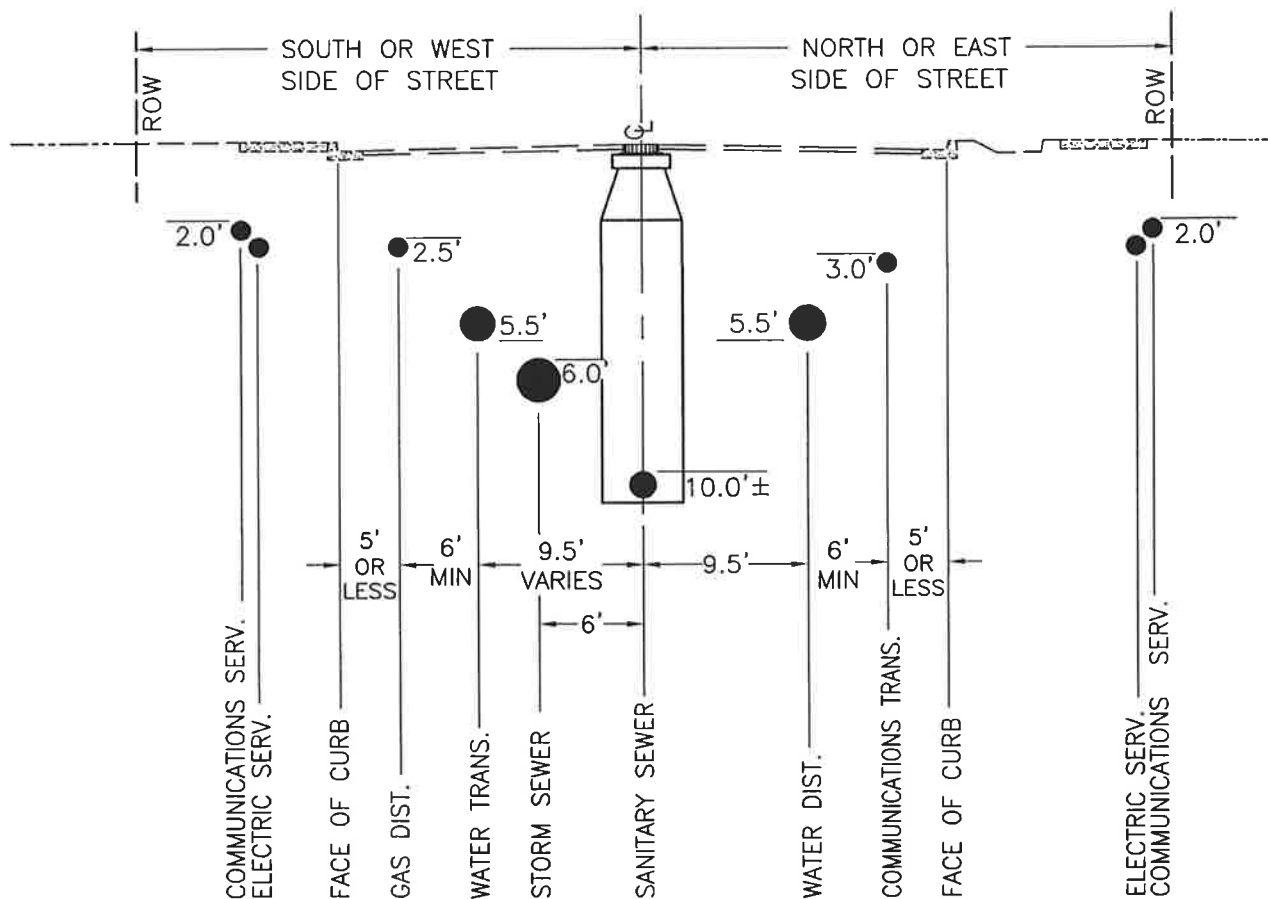 SOUTH OR WEST
SIDE OF STREET
NORTH OR EAST
SIDE OF STREET
ROW
ROW
CL
2.0'
2.5'
3.0'
2.0'
5.5'
5.5'
6.0'
10.0'±
5'
OR
LESS
6'
MIN
9.5'
VARIES
9.5'
6'
MIN
5'
OR
LESS
6'
COMMUNICATIONS SERV.
ELECTRIC SERV.
FACE OF CURB
GAS DIST.
WATER TRANS.
STORM SEWER
SANITARY SEWER
WATER DIST.
COMMUNICATIONS TRANS.
FACE OF CURB
ELECTRIC SERV.
COMMUNICATIONS SERV.